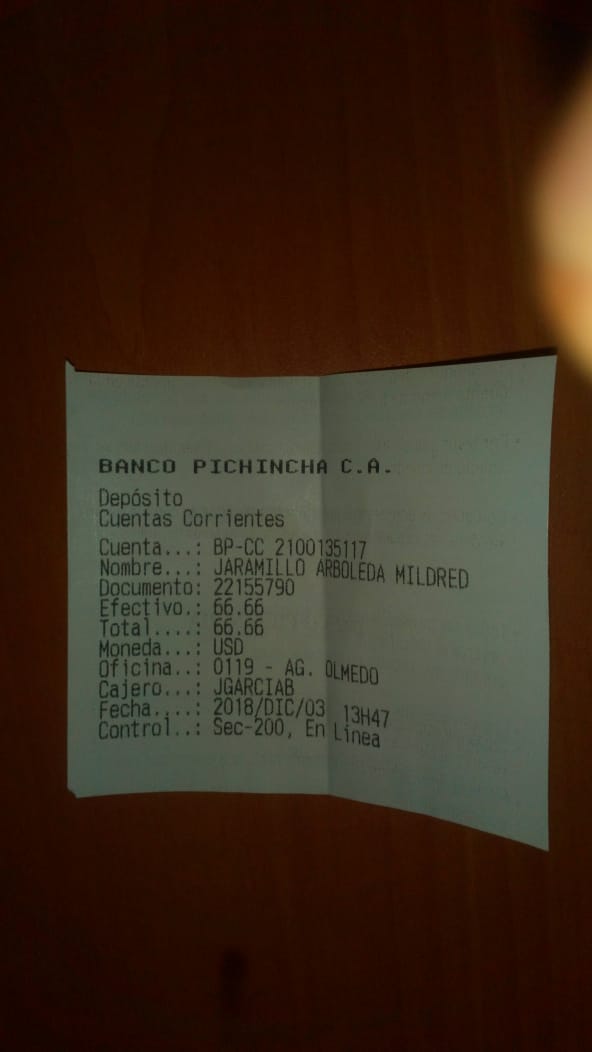 BANCO PICHINCHA C.A.
Depósito
Cuentas Corrientes
Cuenta...: BP-CC 2100135117
Nombre...: JARAMILLO ARBOLEDA MILDRED
Documento: 22155790
Efectivo.: 66.66
Total....: 66.66
Moneda...: USD
Oficina..: 0119 - AG. OLMEDO
Cajero...: JGARCIAB
Fecha....: 2018/DIC/03 13H47
Control..: Sec-200, En Línea